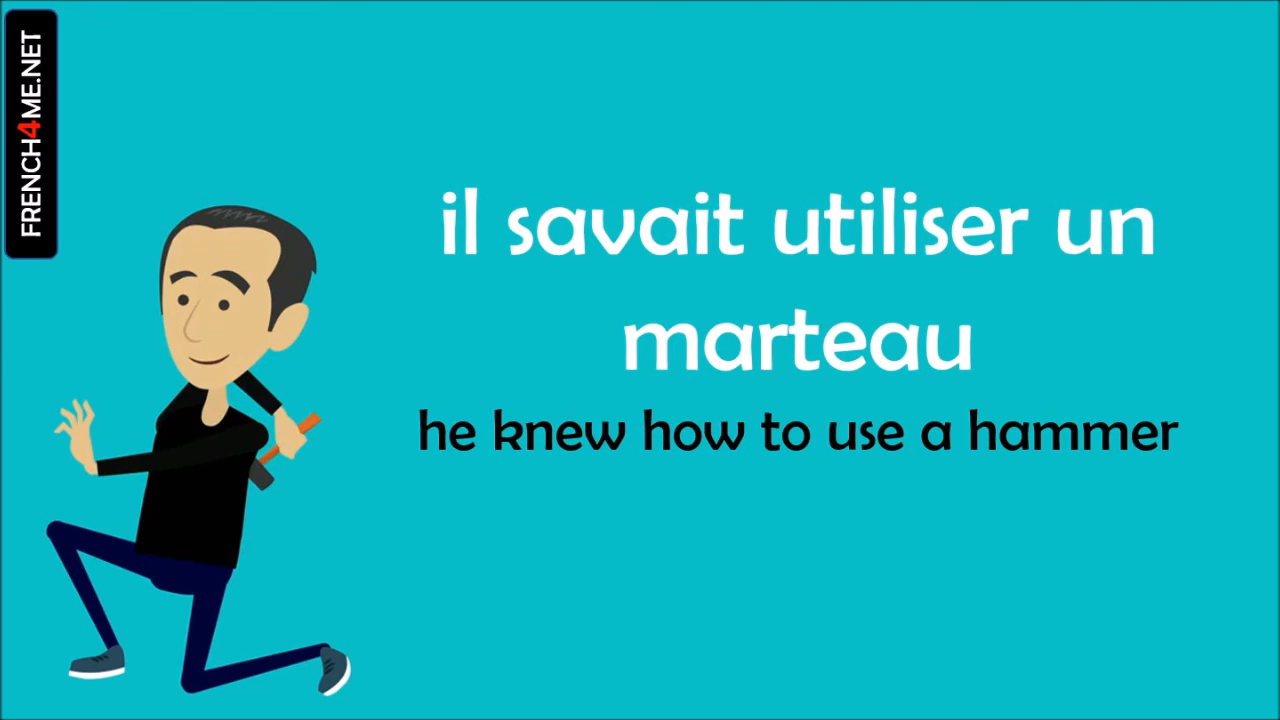 FRENCH4ME.NET
il savait utiliser un
marteau
he knew how to use a hammer